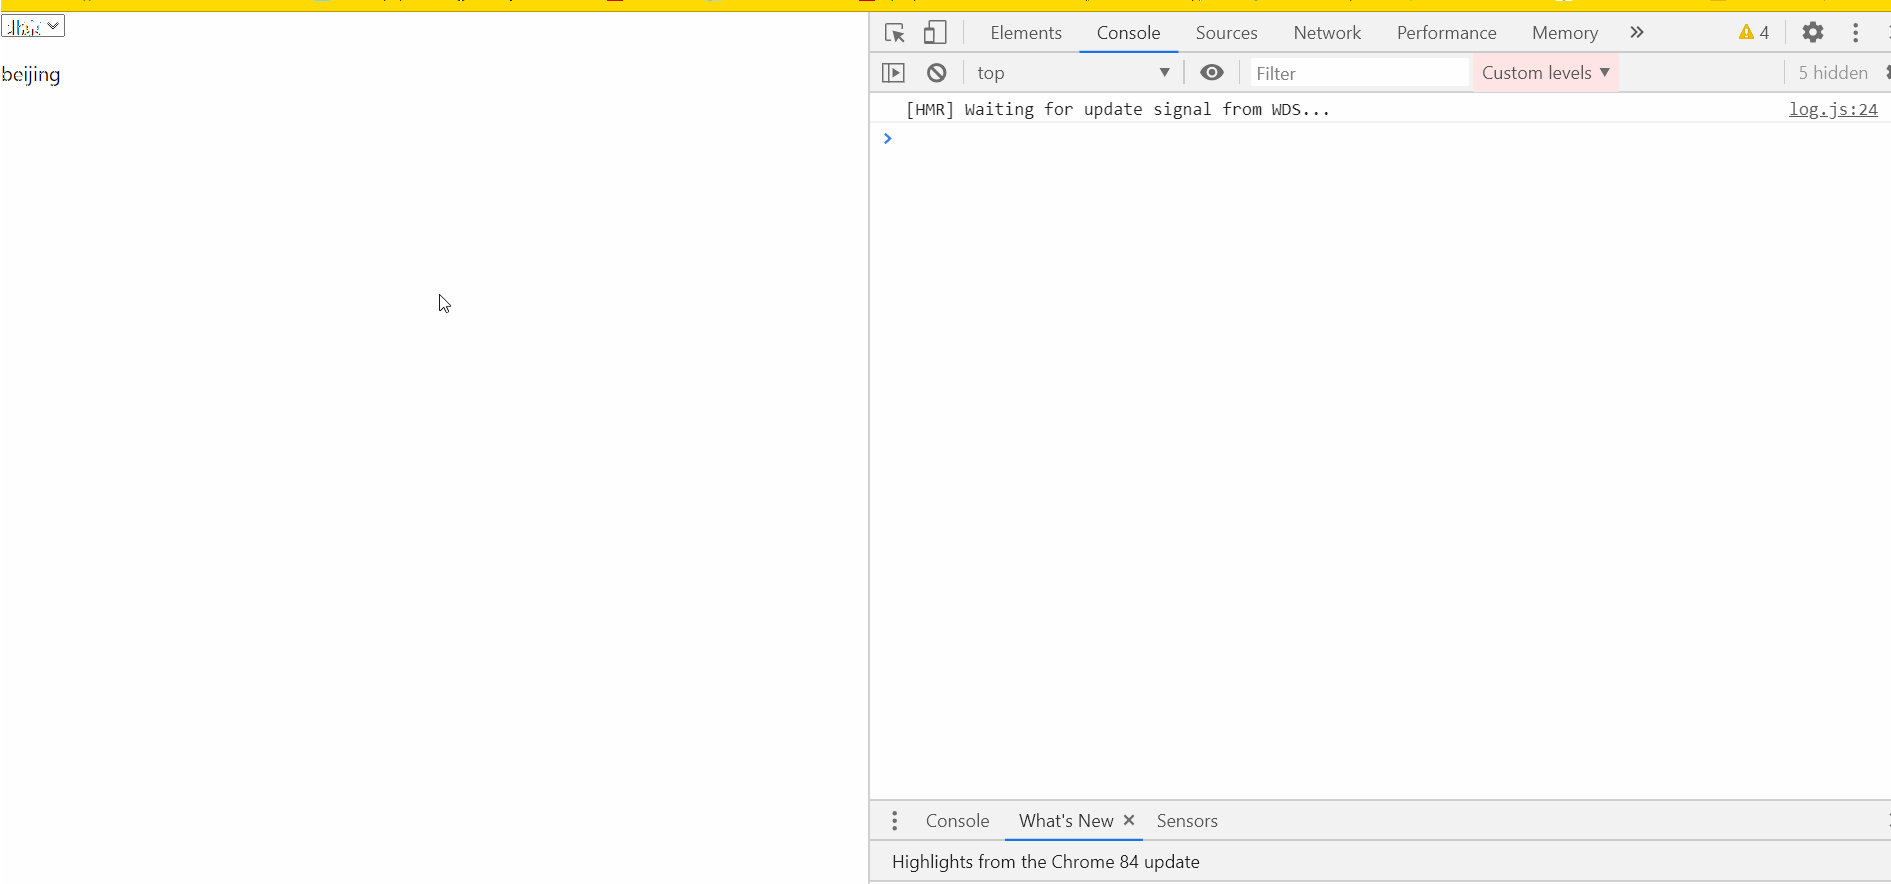 beijing
Elements Console Sources Network Performance Memory » 4
top Filter Custom levels 5 hidden
[HMR] Waiting for update signal from WDS... log.js:24
Console What's New × Sensors
Highlights from the Chrome 84 update